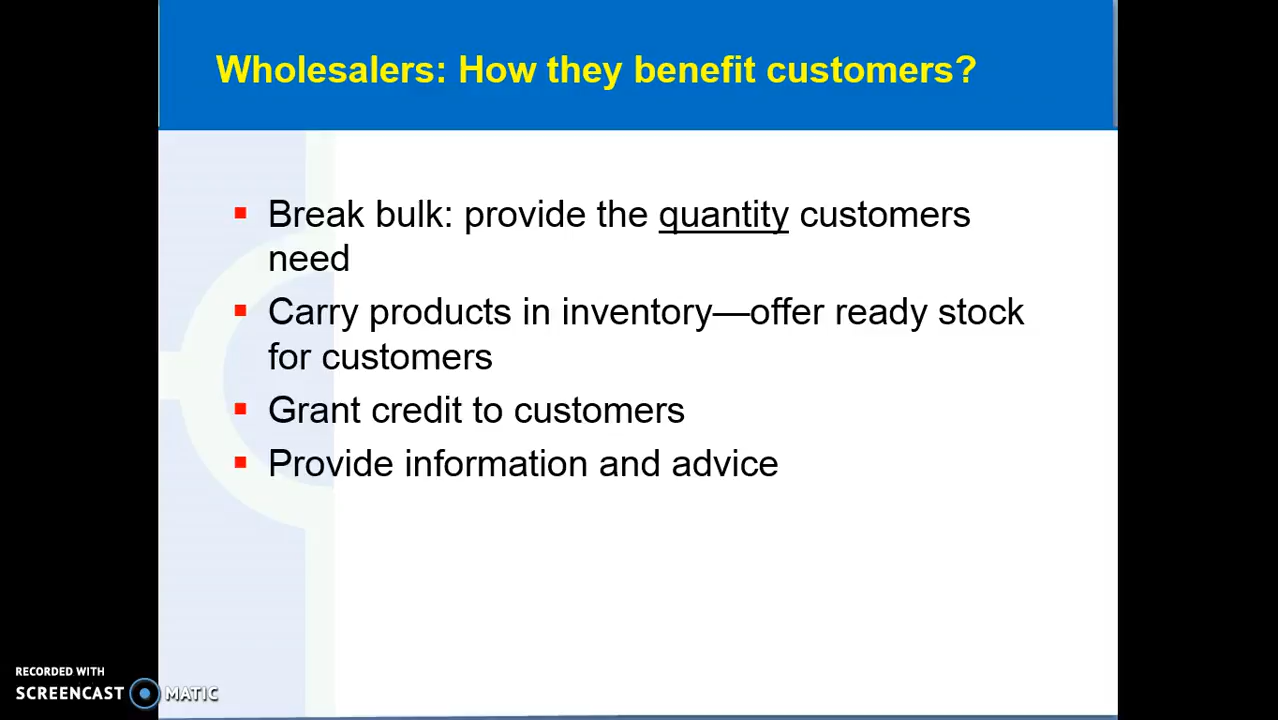 Wholesalers: How they benefit customers?
Break bulk: provide the quantity customers
need
Carry products in inventory—offer ready stock
for customers
Grant credit to customers
Provide information and advice
RECORDED WITH
SCREENCAST MATIC